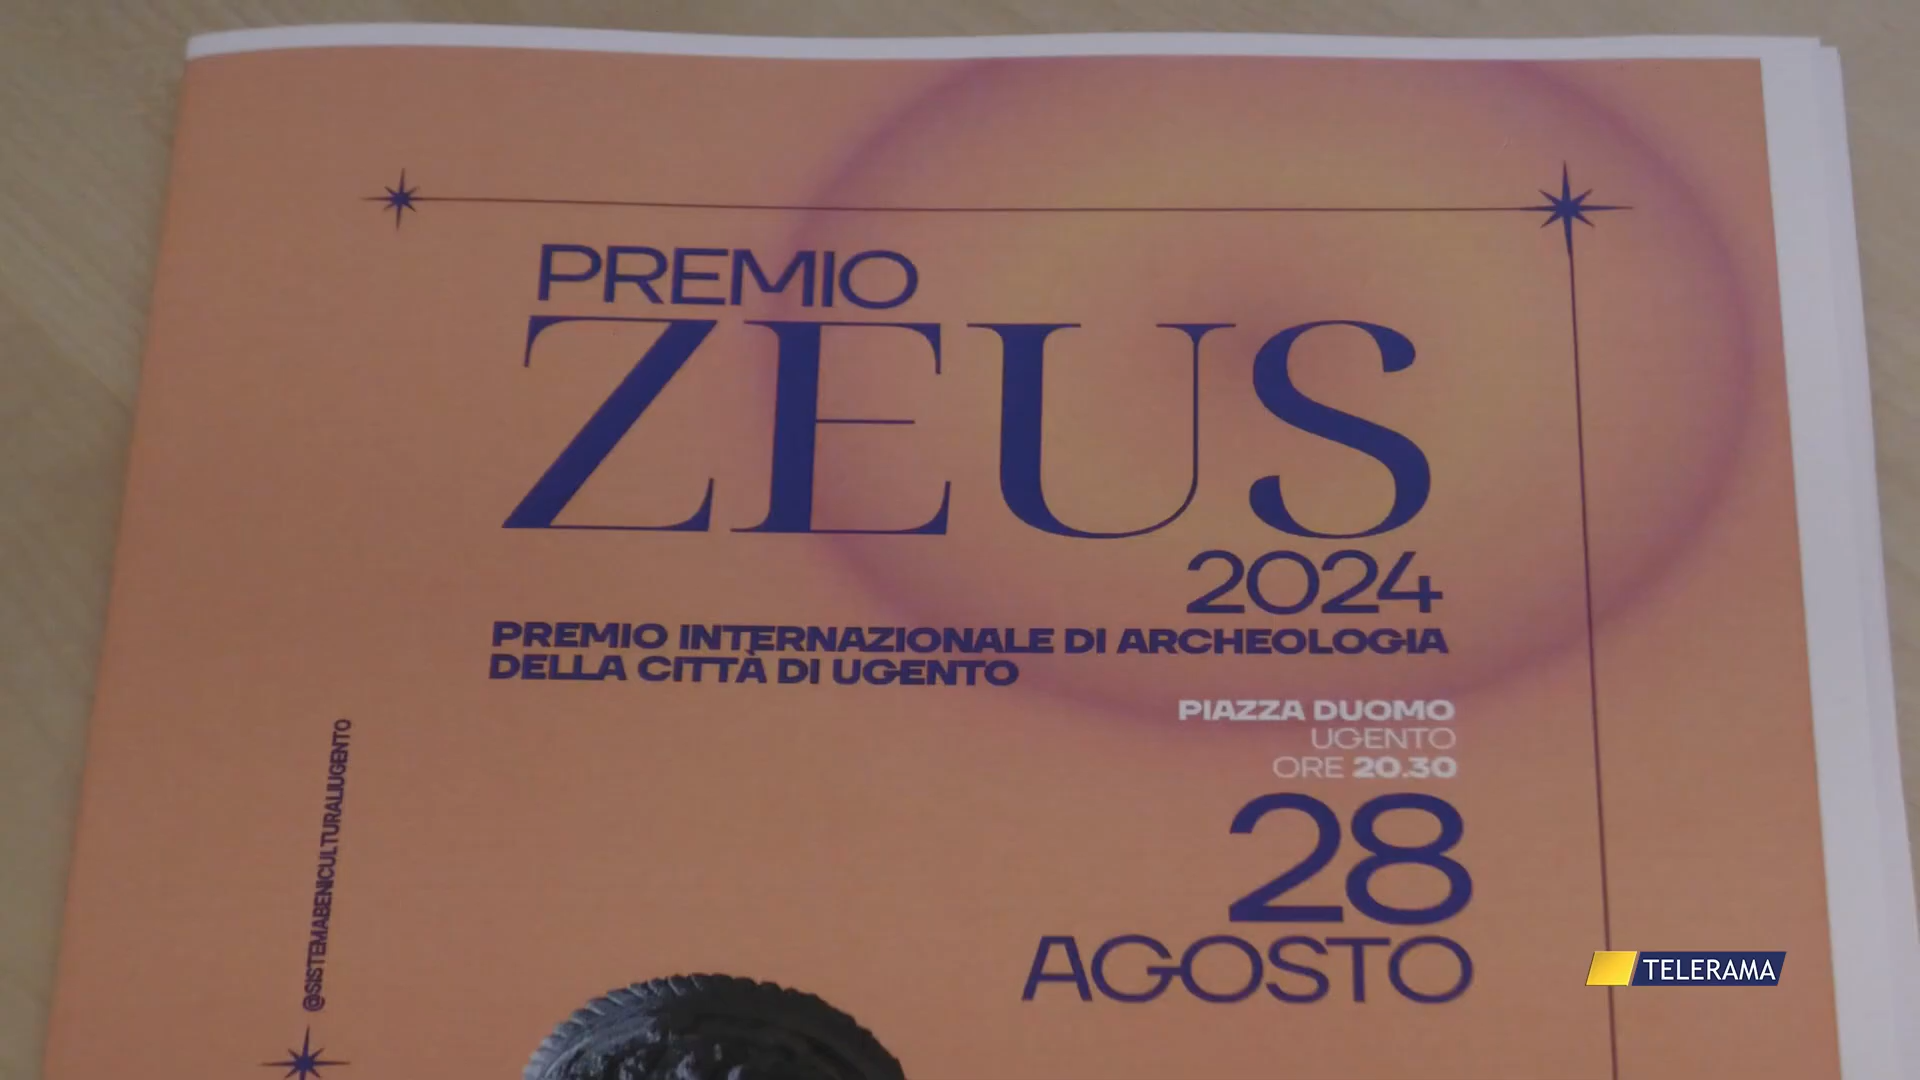 PREMIO
ZEUS
2024
PREMIO INTERNAZIONALE DI ARCHEOLOGIA
DELLA CITTÀ DI UGENTO
PIAZZA DUOMO
UGENTO
ORE 20.30
28
AGOSTO
@SISTEMABENICULTURALIUGENTO
TELERAMA